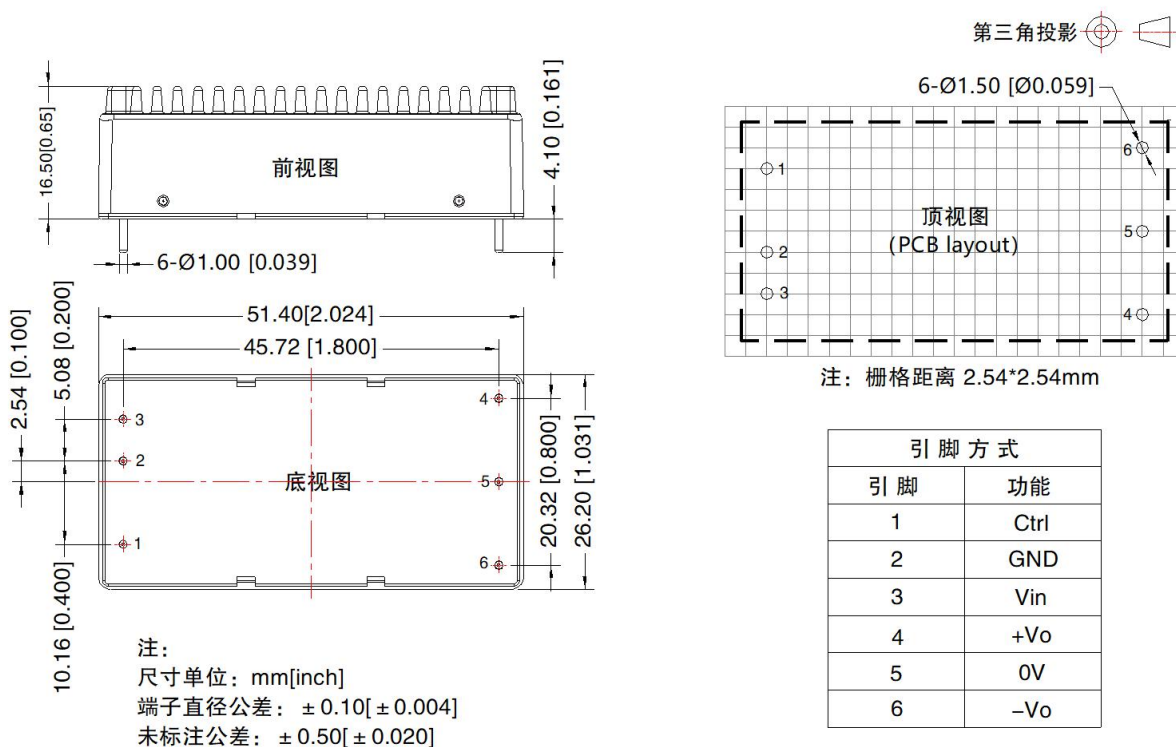 第三角投影
6-Ø1.50 [Ø0.059]
16.50[0.65]
4.10 [0.161]
前视图
6-Ø1.00 [0.039]
1
2
3
6
5
4
顶视图
(PCB layout)
注：栅格距离 2.54*2.54mm
51.40[2.024]
45.72 [1.800]
2.54 [0.100]
5.08 [0.200]
10.16 [0.400]
3
2
1
底视图
4
5
6
20.32 [0.800]
26.20 [1.031]
注：
尺寸单位：mm[inch]
端子直径公差：±0.10[±0.004]
未标注公差：±0.50[±0.020]
引脚方式
引脚 功能
1 Ctrl
2 GND
3 Vin
4 +Vo
5 0V
6 −Vo